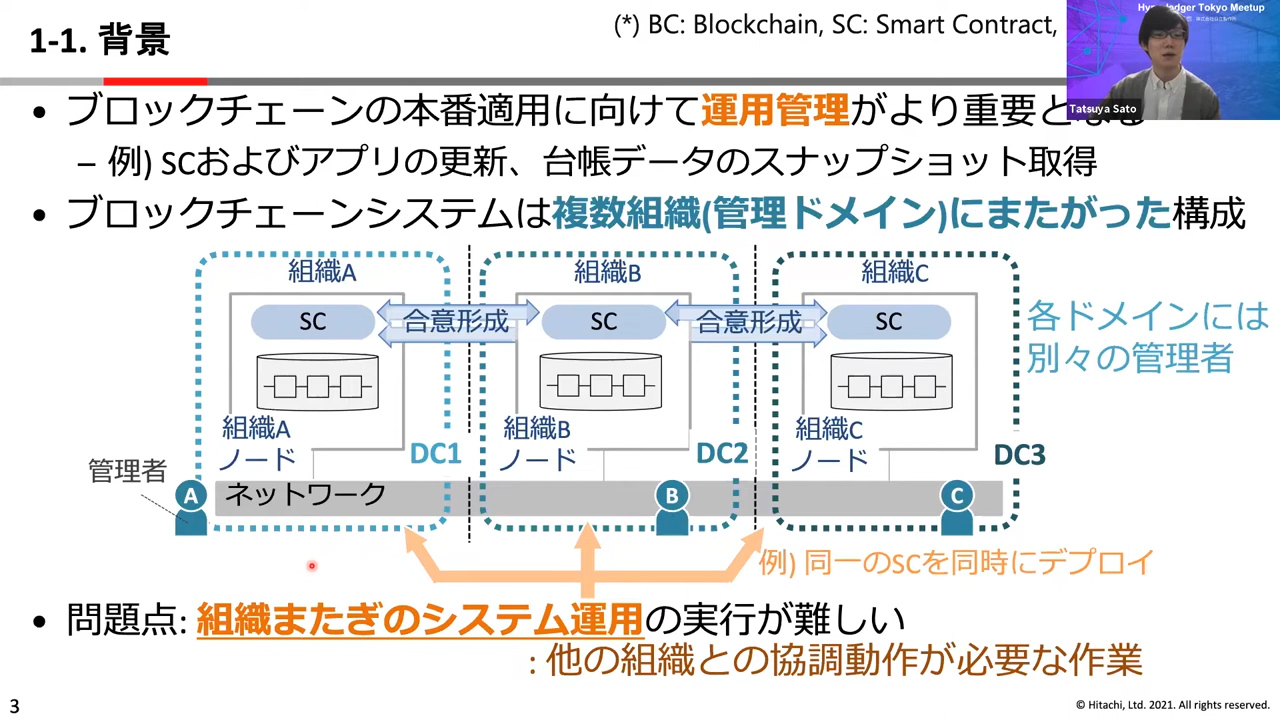 1-1. 背景
(*) BC: Blockchain, SC: Smart Contract,
Hyperledger Tokyo Meetup
Tatsuya Sato
• ブロックチェーンの本番適用に向けて運用管理がより重要となる
– 例) SCおよびアプリの更新、台帳データのスナップショット取得
• ブロックチェーンシステムは複数組織(管理ドメイン)にまたがった構成
組織A
組織B
組織C
SC
合意形成
SC
合意形成
SC
各ドメインには
別々の管理者
組織A
ノード
DC1
組織B
ノード
DC2
組織C
ノード
DC3
管理者
A
ネットワーク
B
C
例) 同一のSCを同時にデプロイ
• 問題点: 組織またぎのシステム運用の実行が難しい
: 他の組織との協調動作が必要な作業
3
© Hitachi, Ltd. 2021. All rights reserved.